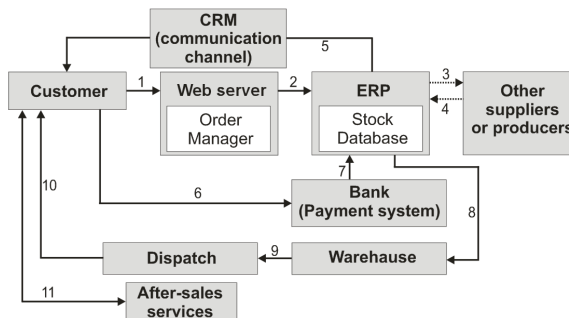 CRM
(communication
channel)
5
Customer
1
Web server
Order
Manager
2
ERP
Stock
Database
3
4
Other
suppliers
or producers
6
7
Bank
(Payment system)
8
10
Dispatch
9
Warehause
11
After-sales
services